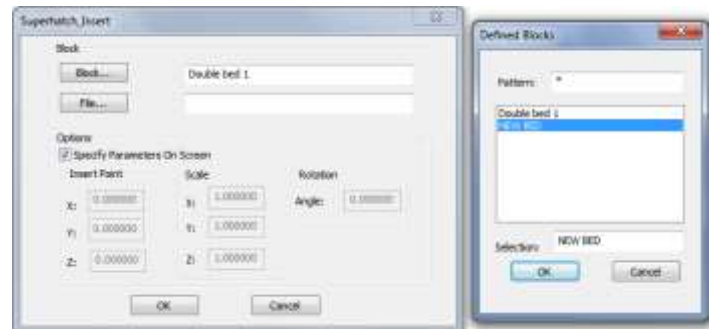 Superhatch_Insert
Block
Block...
Double bed 1
File...
Options
Specify Parameters On Screen
Insert Point
Scale
Rotation
X: 0.000000
X: 1.000000
Angle: 0.000000
Y: 0.000000
Y: 1.000000
Z: 0.000000
Z: 1.000000
OK
Cancel
Defined Blocks
Pattern: *
Double bed 1
NEW BED
Selection: NEW BED
OK
Cancel